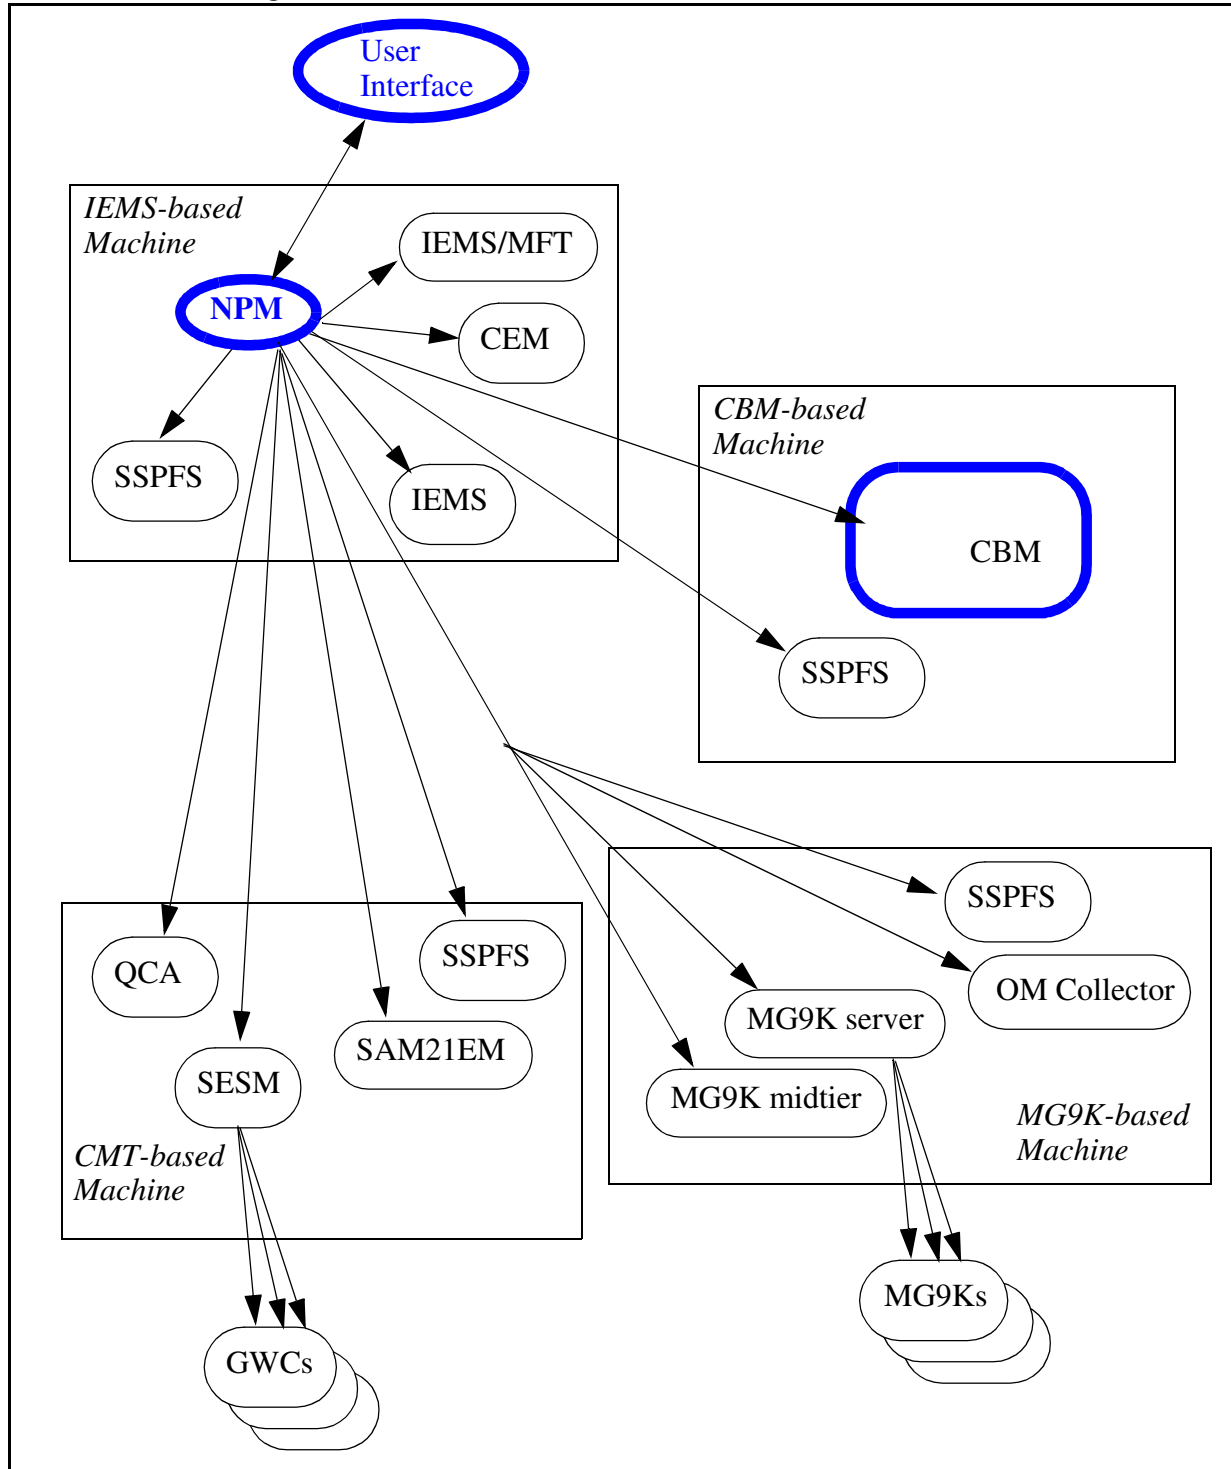 User
Interface
IEMS-based
Machine
IEMS/MFT
NPM
CEM
SSPFS
IEMS
CBM-based
Machine
CBM
SSPFS
SSPFS
OM Collector
MG9K server
MG9K midtier
MG9K-based
Machine
QCA
SSPFS
SAM21EM
SESM
CMT-based
Machine
MG9Ks
GWCs